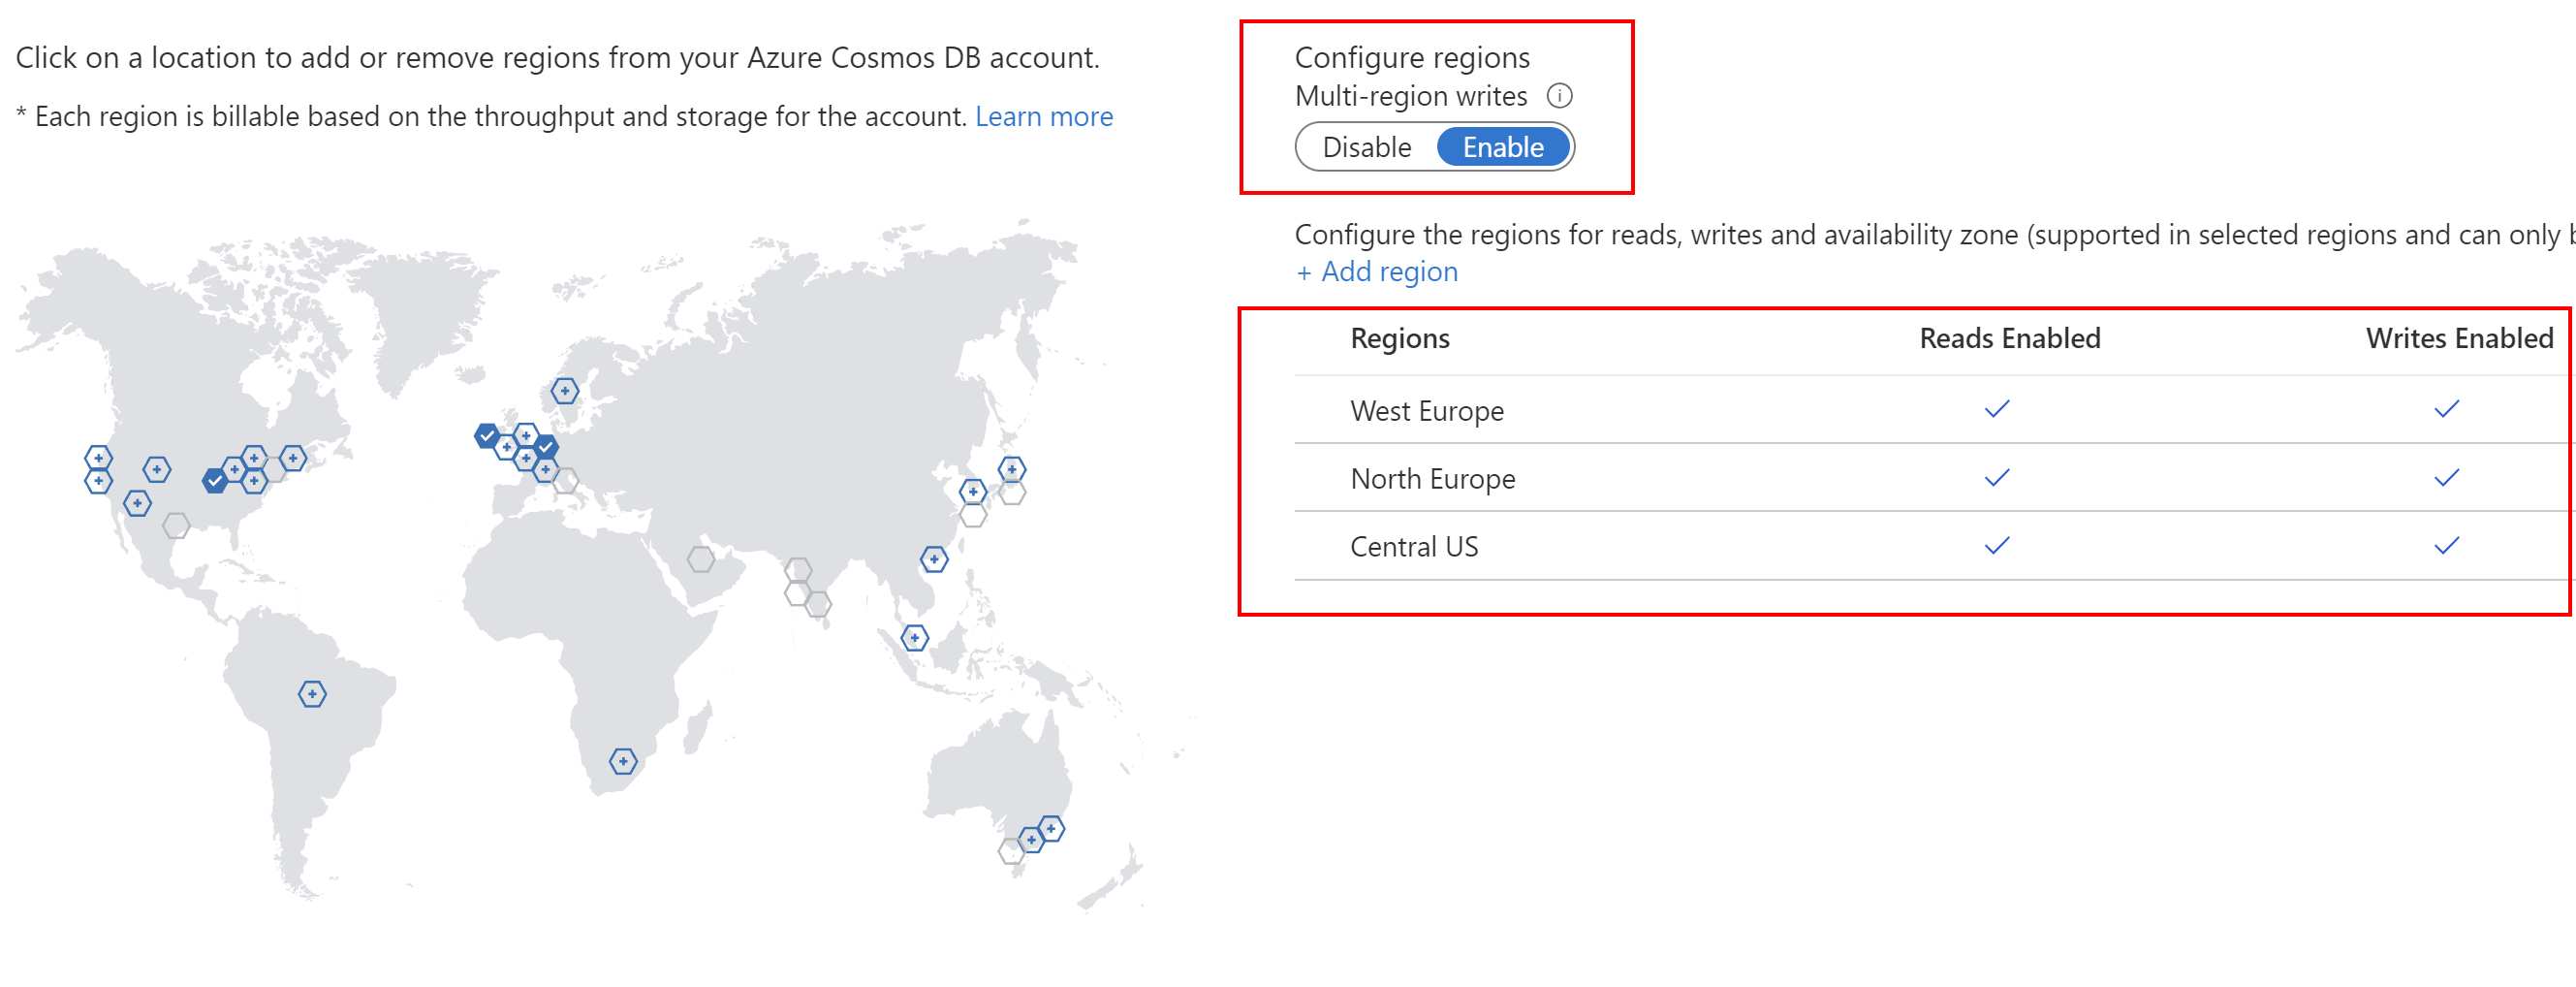 Click on a location to add or remove regions from your Azure Cosmos DB account.
* Each region is billable based on the throughput and storage for the account. Learn more
Configure regions
Multi-region writes
Disable Enable
Configure the regions for reads, writes and availability zone (supported in selected regions and can only
+ Add region
Regions Reads Enabled Writes Enabled
West Europe
North Europe
Central US